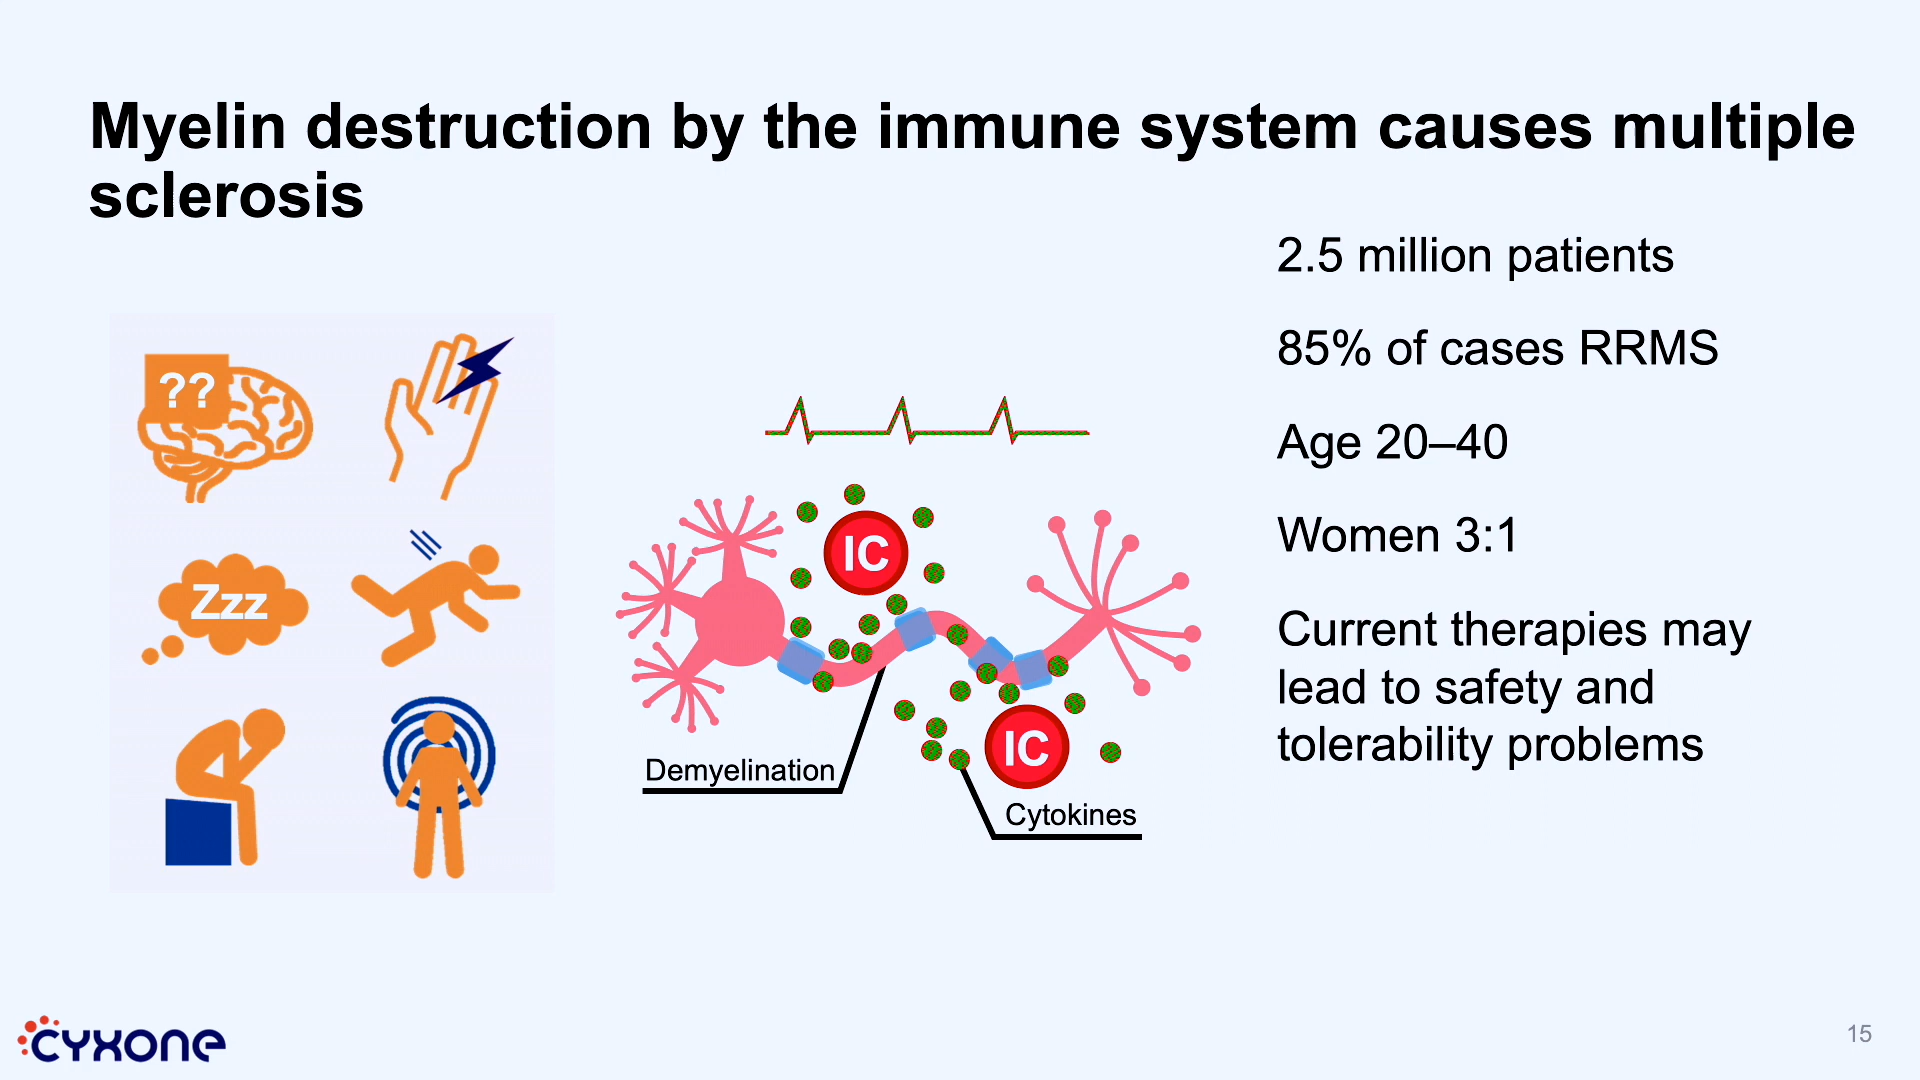 Myelin destruction by the immune system causes multiple
sclerosis
2.5 million patients
85% of cases RRMS
Age 20–40
Women 3:1
Current therapies may
lead to safety and
tolerability problems
??
Zzz
IC
IC
Demyelination
Cytokines
cyxone
15